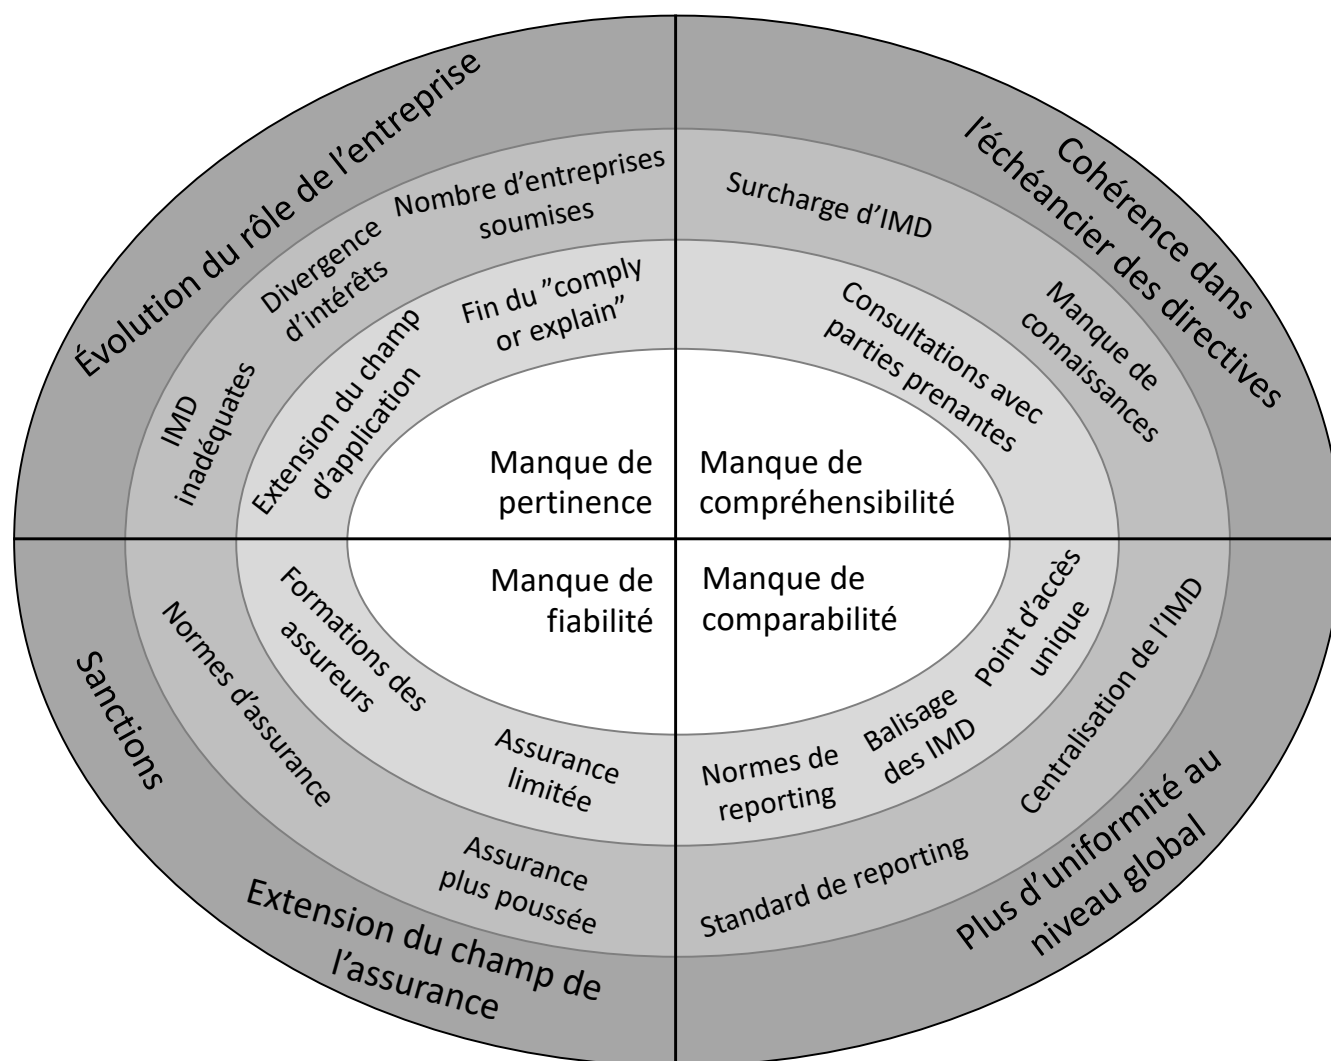 Évolution du rôle de l’entreprise
Nombre d’entreprises
soumises
Divergence
d’intérêts
IMD
inadéquates
Fin du ”comply
or explain”
Extension du champ
d’application
Manque de
pertinence
Cohérence dans
l’échéancier des directives
Surcharge d’IMD
Manque de
connaissances
Consultations avec
parties prenantes
Manque de
compréhensibilité
Manque de
fiabilité
Formations des
assureurs
Assurance
limitée
Normes d’assurance
Assurance
plus poussée
Sanctions
Extension du champ de
l’assurance
Manque de
comparabilité
Point d’accès
unique
Balisage
des IMD
Normes de
reporting
Centralisation de l’IMD
Standard de reporting
Plus d’uniformité au
niveau global